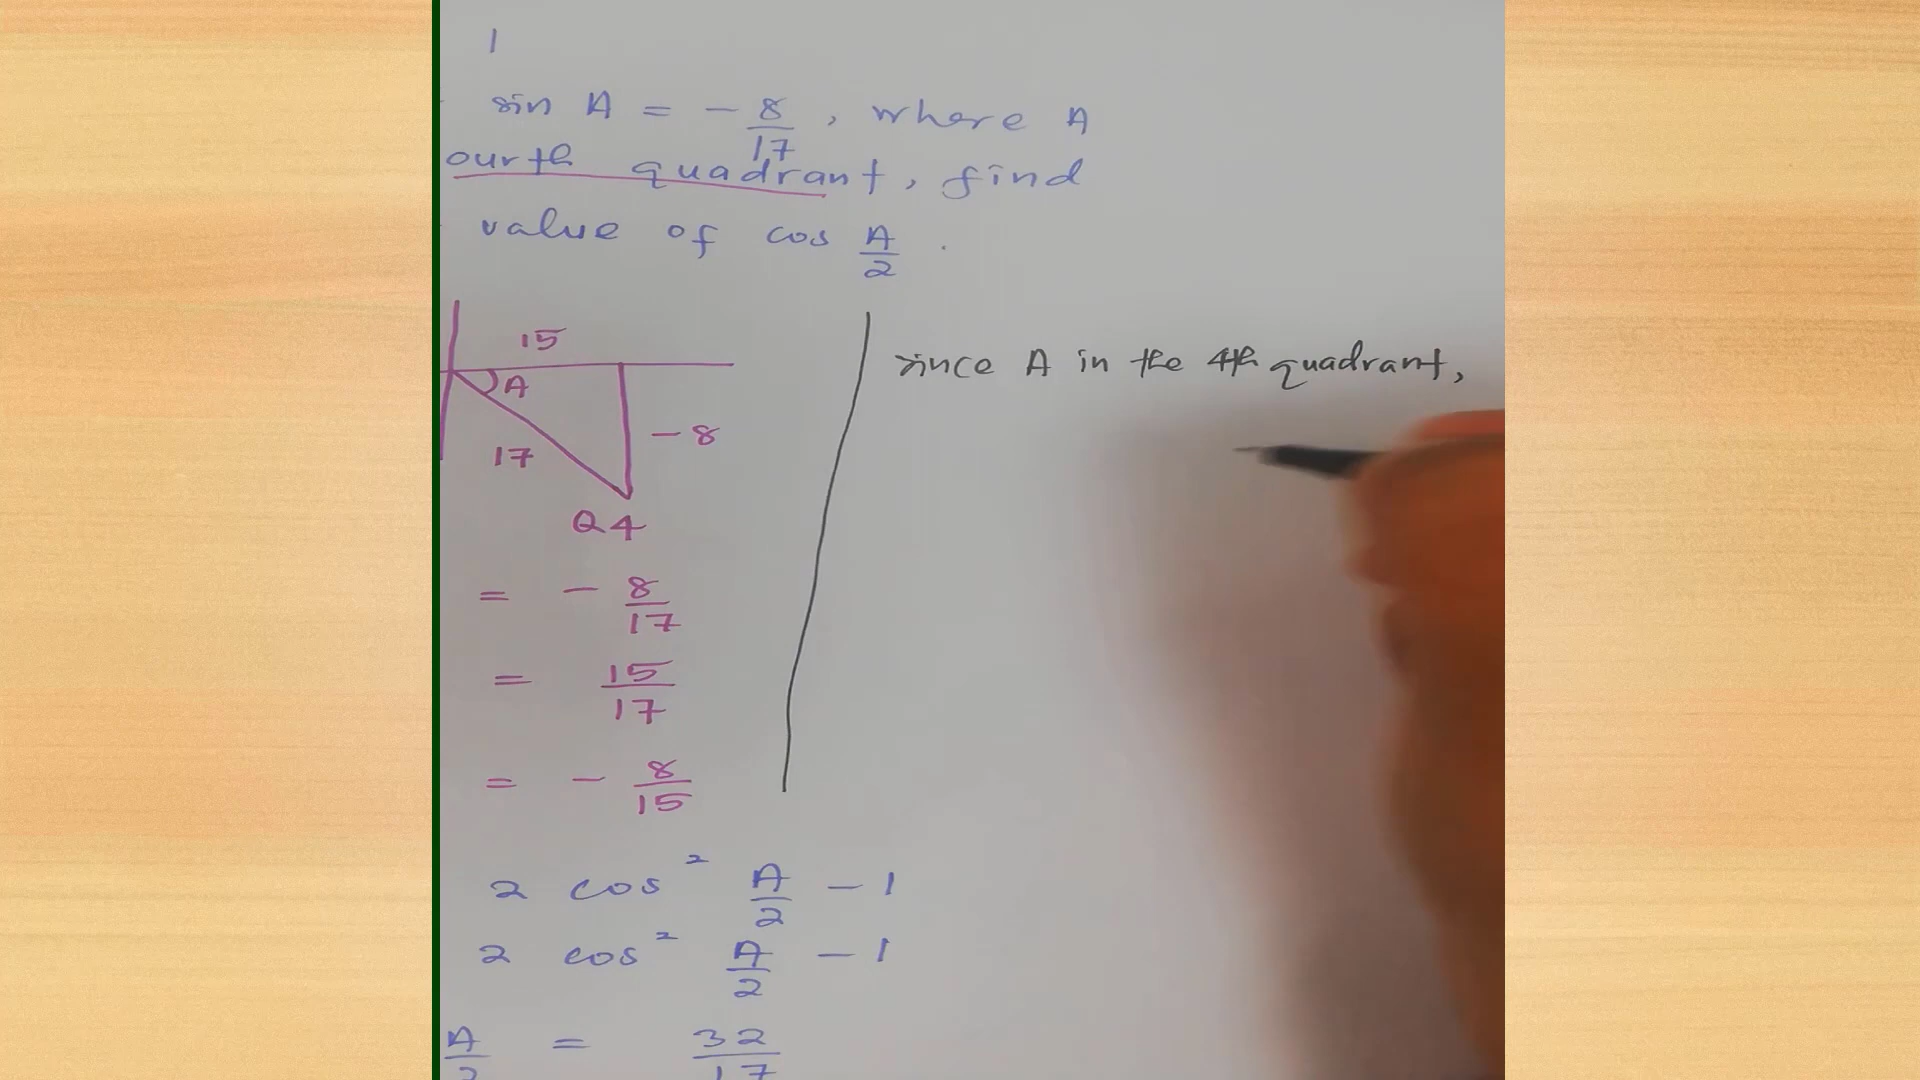 1
sin A = - 8/17 , where A
ourth quadrant, find
value of cos A/2 .
15
A
17
- 8
Q4
= - 8/17
= 15/17
= - 8/15
2 cos² A/2 - 1
2 cos² A/2 - 1
A/2 = 32/17
since A in the 4th quadrant,